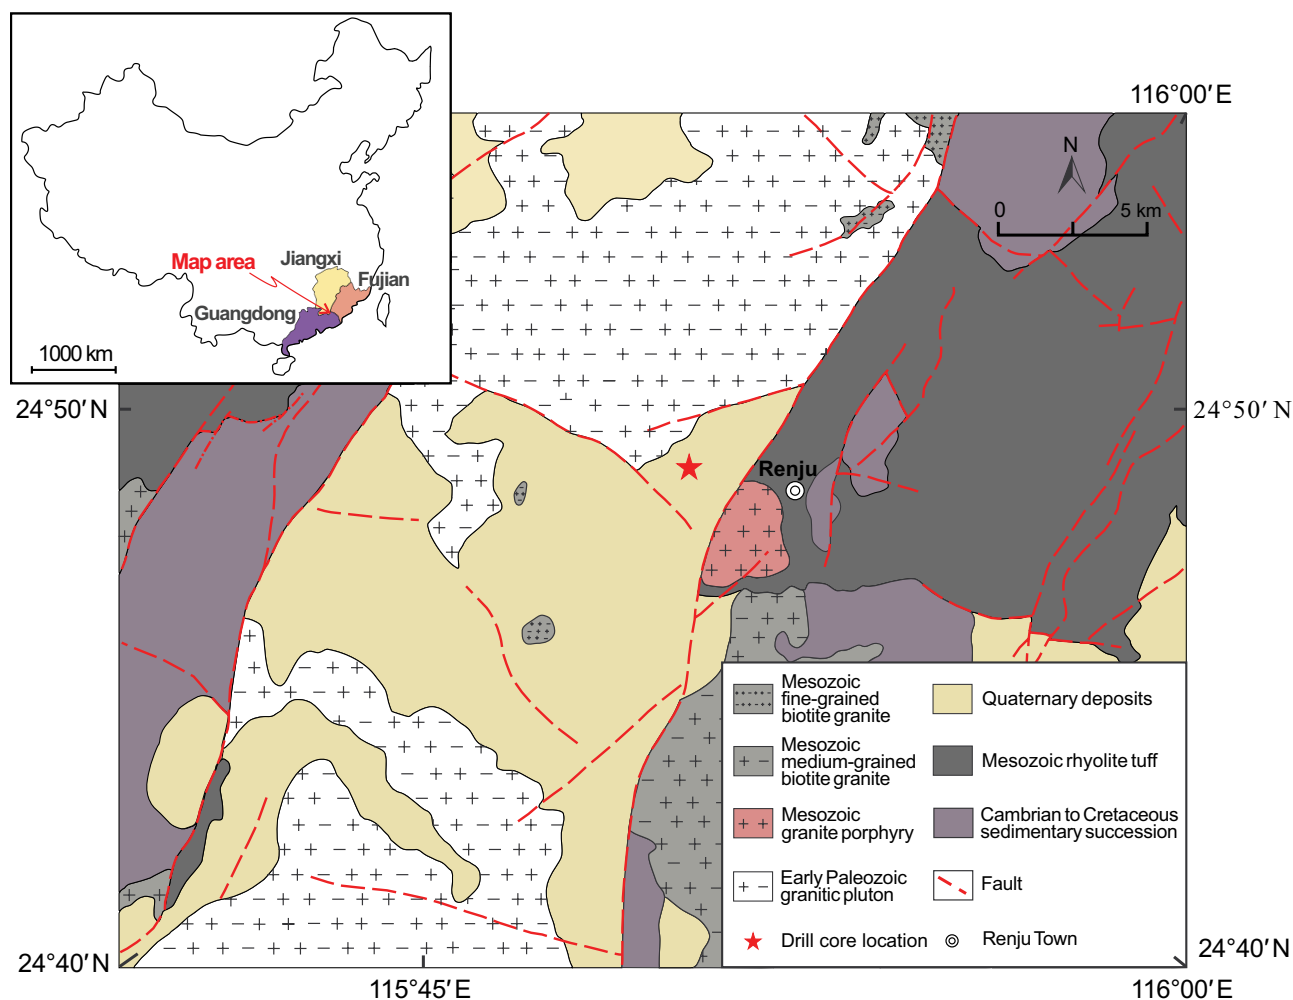 116°00′E
N
0
5 km
Jiangxi
Map area
Fujian
Guangdong
1000 km
24°50′N
24°50′N
Renju
Mesozoic
fine-grained
biotite granite
Quaternary deposits
Mesozoic
medium-grained
biotite granite
Mesozoic rhyolite tuff
Mesozoic
granite porphyry
Cambrian to Cretaceous
sedimentary succession
Early Paleozoic
granitic pluton
Fault
Drill core location
Renju Town
24°40′N
24°40′N
115°45′E
116°00′E